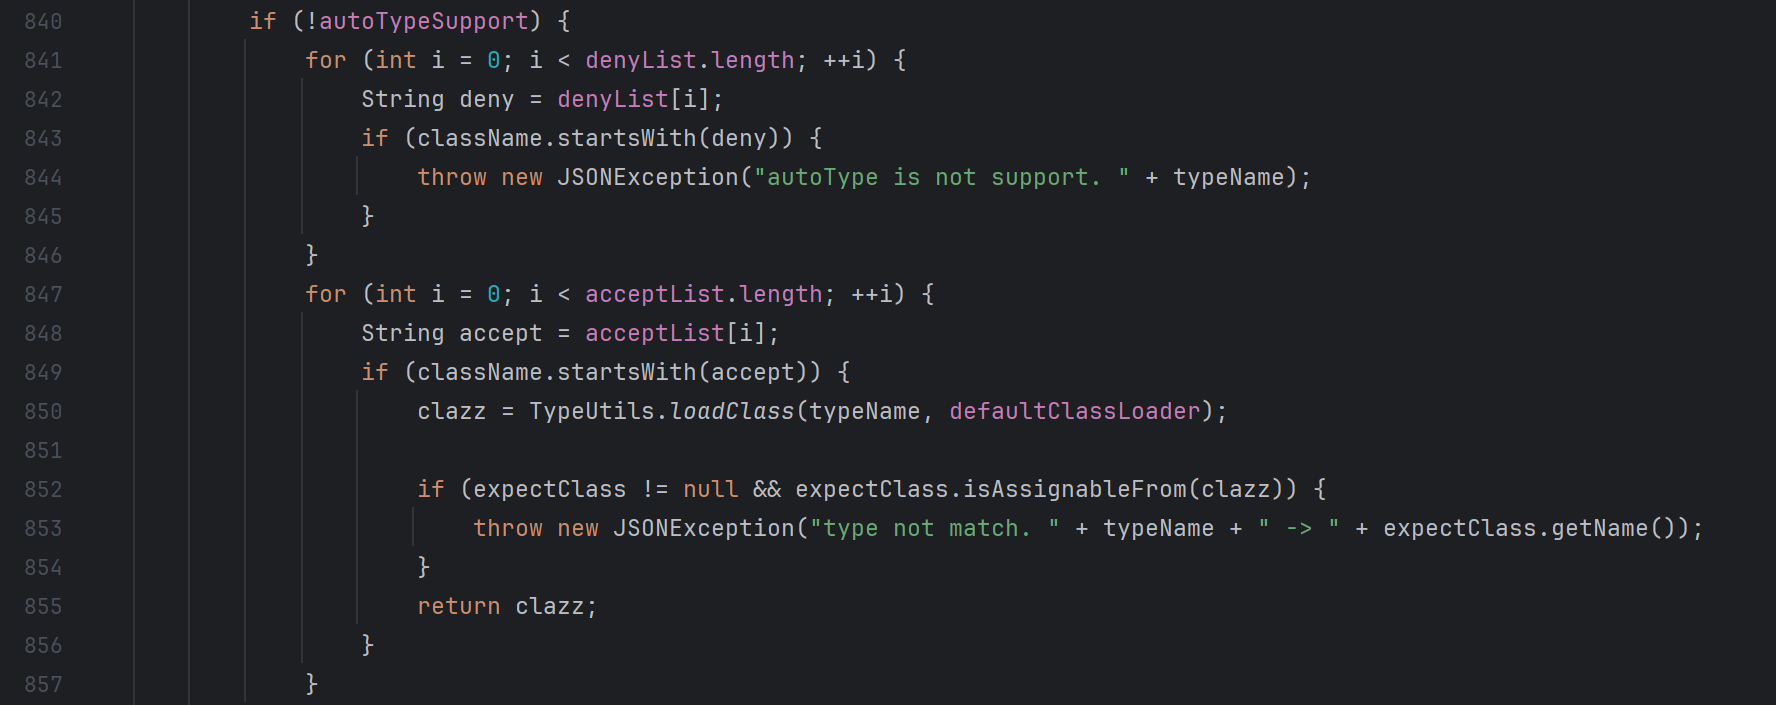 840 if (!autoTypeSupport) {
841 for (int i = 0; i < denyList.length; ++i) {
842 String deny = denyList[i];
843 if (className.startsWith(deny)) {
844 throw new JSONException("autoType is not support. " + typeName);
845 }
846 }
847 for (int i = 0; i < acceptList.length; ++i) {
848 String accept = acceptList[i];
849 if (className.startsWith(accept)) {
850 clazz = TypeUtils.loadClass(typeName, defaultClassLoader);
851
852 if (expectClass != null && expectClass.isAssignableFrom(clazz)) {
853 throw new JSONException("type not match. " + typeName + " -> " + expectClass.getName());
854 }
855 return clazz;
856 }
857 }